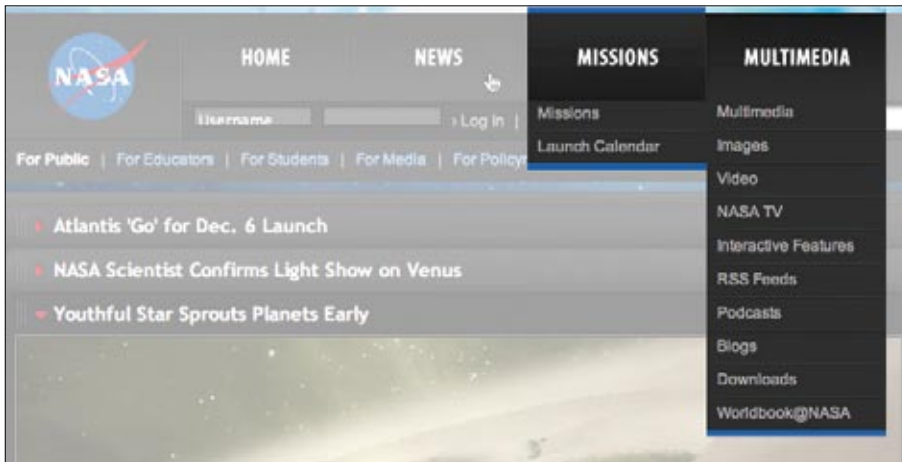 NASA
HOME NEWS MISSIONS MULTIMEDIA
Username › Log In |
Missions
Launch Calendar
For Public | For Educators | For Students | For Media |
Multimedia
Images
Video
NASA TV
Interactive Features
RSS Feeds
Podcasts
Blogs
Downloads
Worldbook@NASA
Atlantis 'Go' for Dec. 6 Launch
NASA Scientist Confirms Light Show on Venus
Youthful Star Sprouts Planets Early